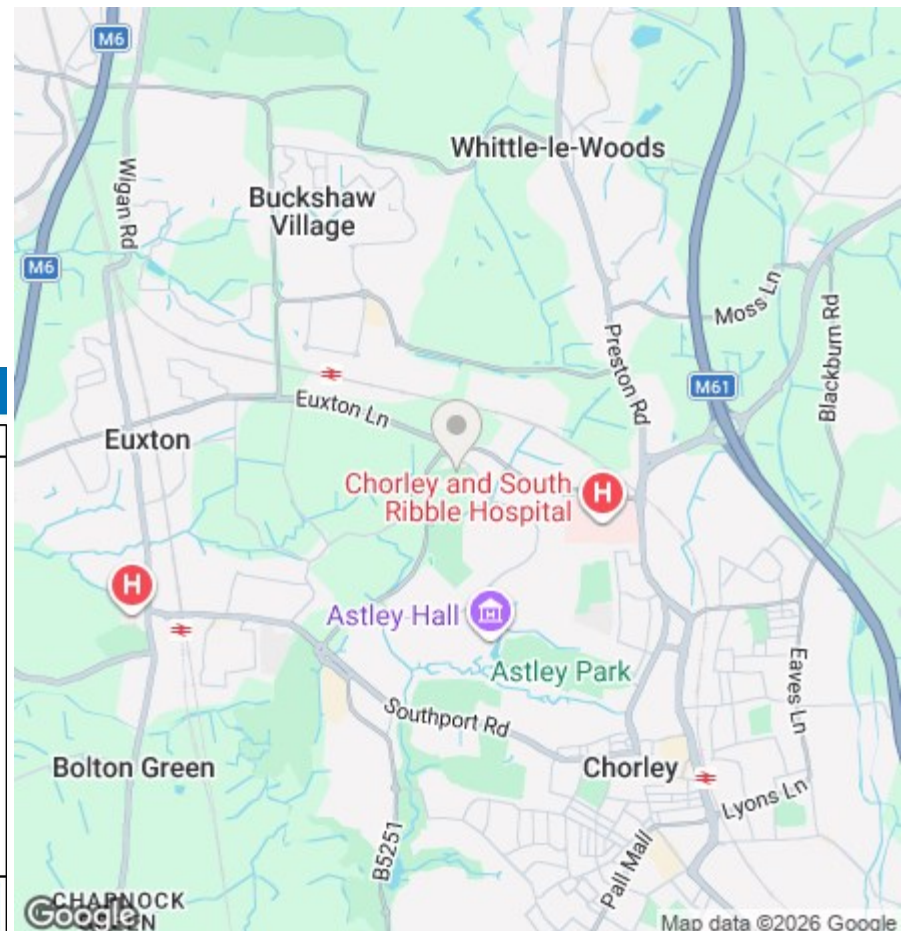 M6
Whittle-le-Woods
Wigan Rd
Buckshaw
Village
M6
Moss Ln
Blackburn Rd
Preston Rd
M61
Euxton Ln
Euxton
Chorley and South
Ribble Hospital
H
H
Astley Hall
Astley Park
Eaves Ln
Southport Rd
Bolton Green
Chorley
Lyons Ln
B5251
Pall Mall
CHARNOCK
GREEN
Google
Map data ©2026 Google